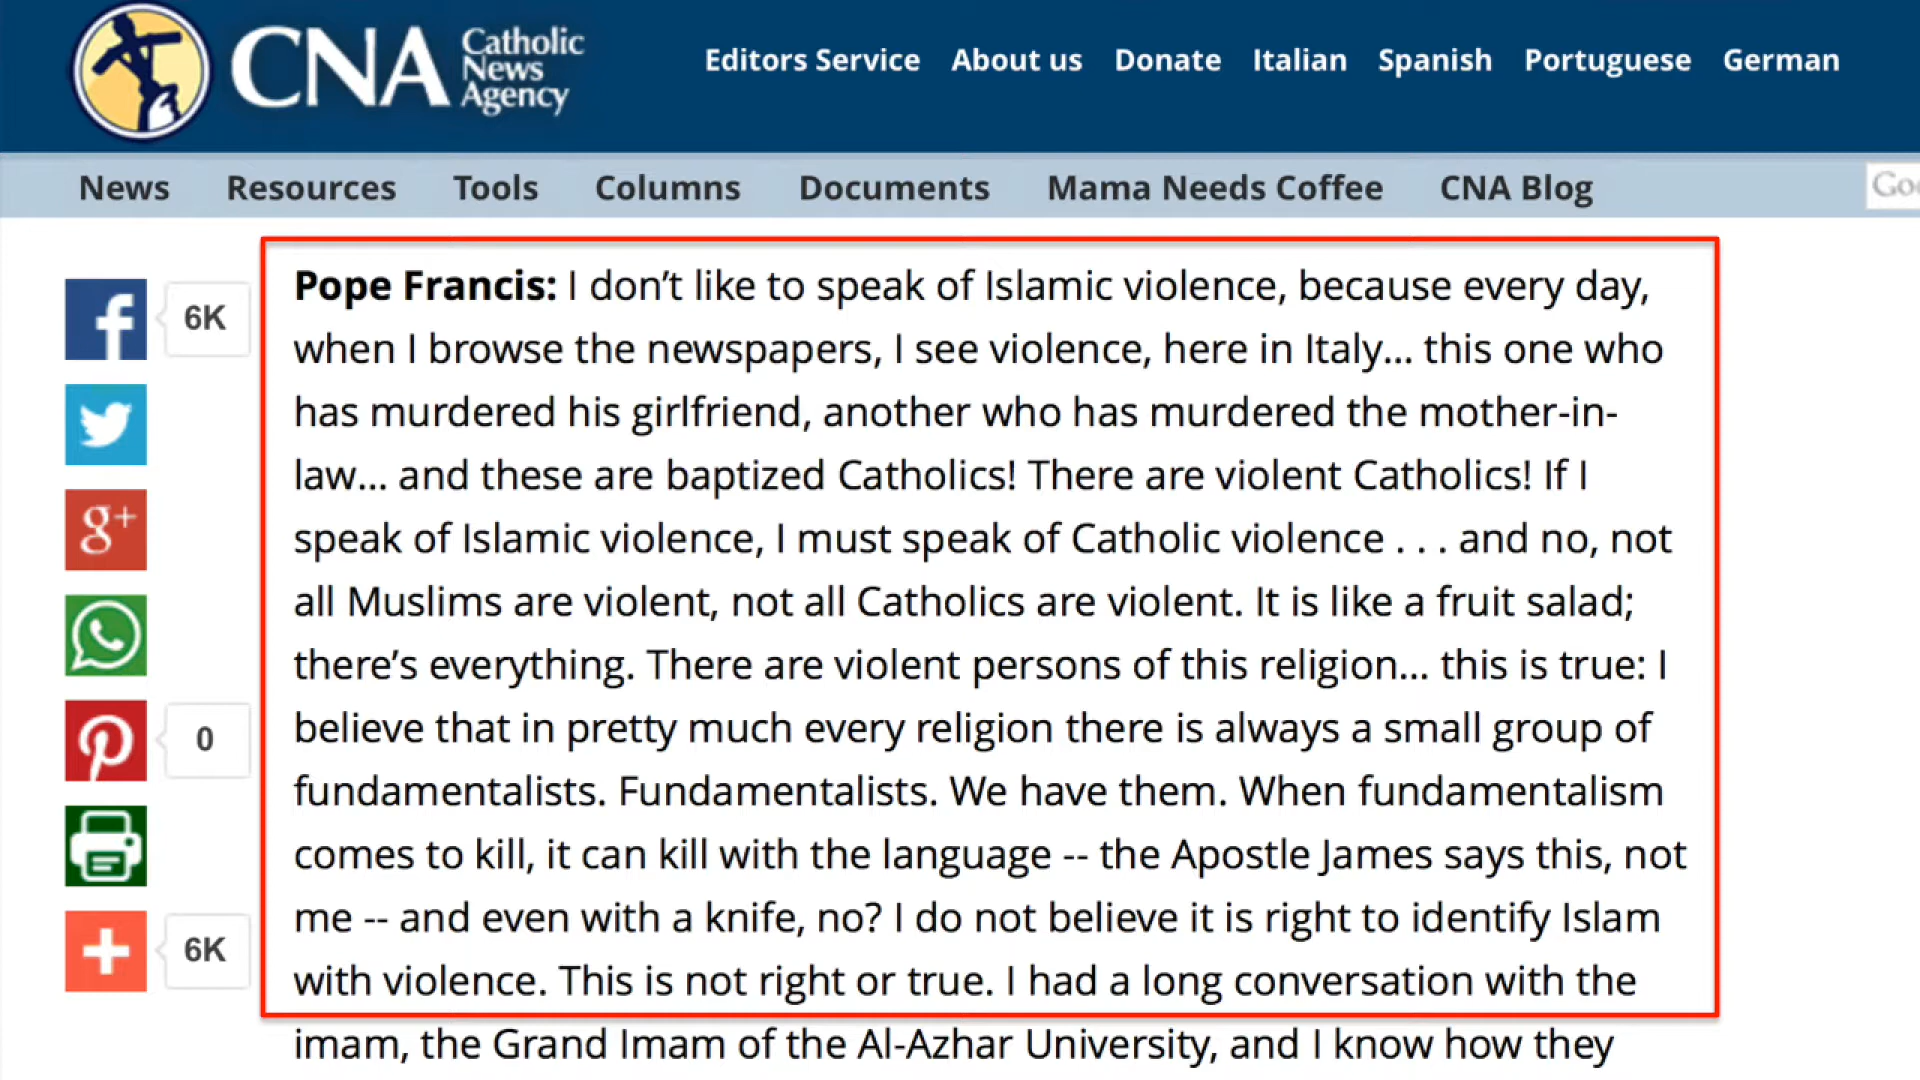 CNA Catholic
News
Agency
Editors Service About us Donate Italian Spanish Portuguese German
News Resources Tools Columns Documents Mama Needs Coffee CNA Blog
Pope Francis: I don’t like to speak of Islamic violence, because every day,
when I browse the newspapers, I see violence, here in Italy... this one who
has murdered his girlfriend, another who has murdered the mother-in-
law... and these are baptized Catholics! There are violent Catholics! If I
speak of Islamic violence, I must speak of Catholic violence . . . and no, not
all Muslims are violent, not all Catholics are violent. It is like a fruit salad;
there’s everything. There are violent persons of this religion... this is true: I
believe that in pretty much every religion there is always a small group of
fundamentalists. Fundamentalists. We have them. When fundamentalism
comes to kill, it can kill with the language -- the Apostle James says this, not
me -- and even with a knife, no? I do not believe it is right to identify Islam
with violence. This is not right or true. I had a long conversation with the
imam, the Grand Imam of the Al-Azhar University, and I know how they
6K
g+
0
6K